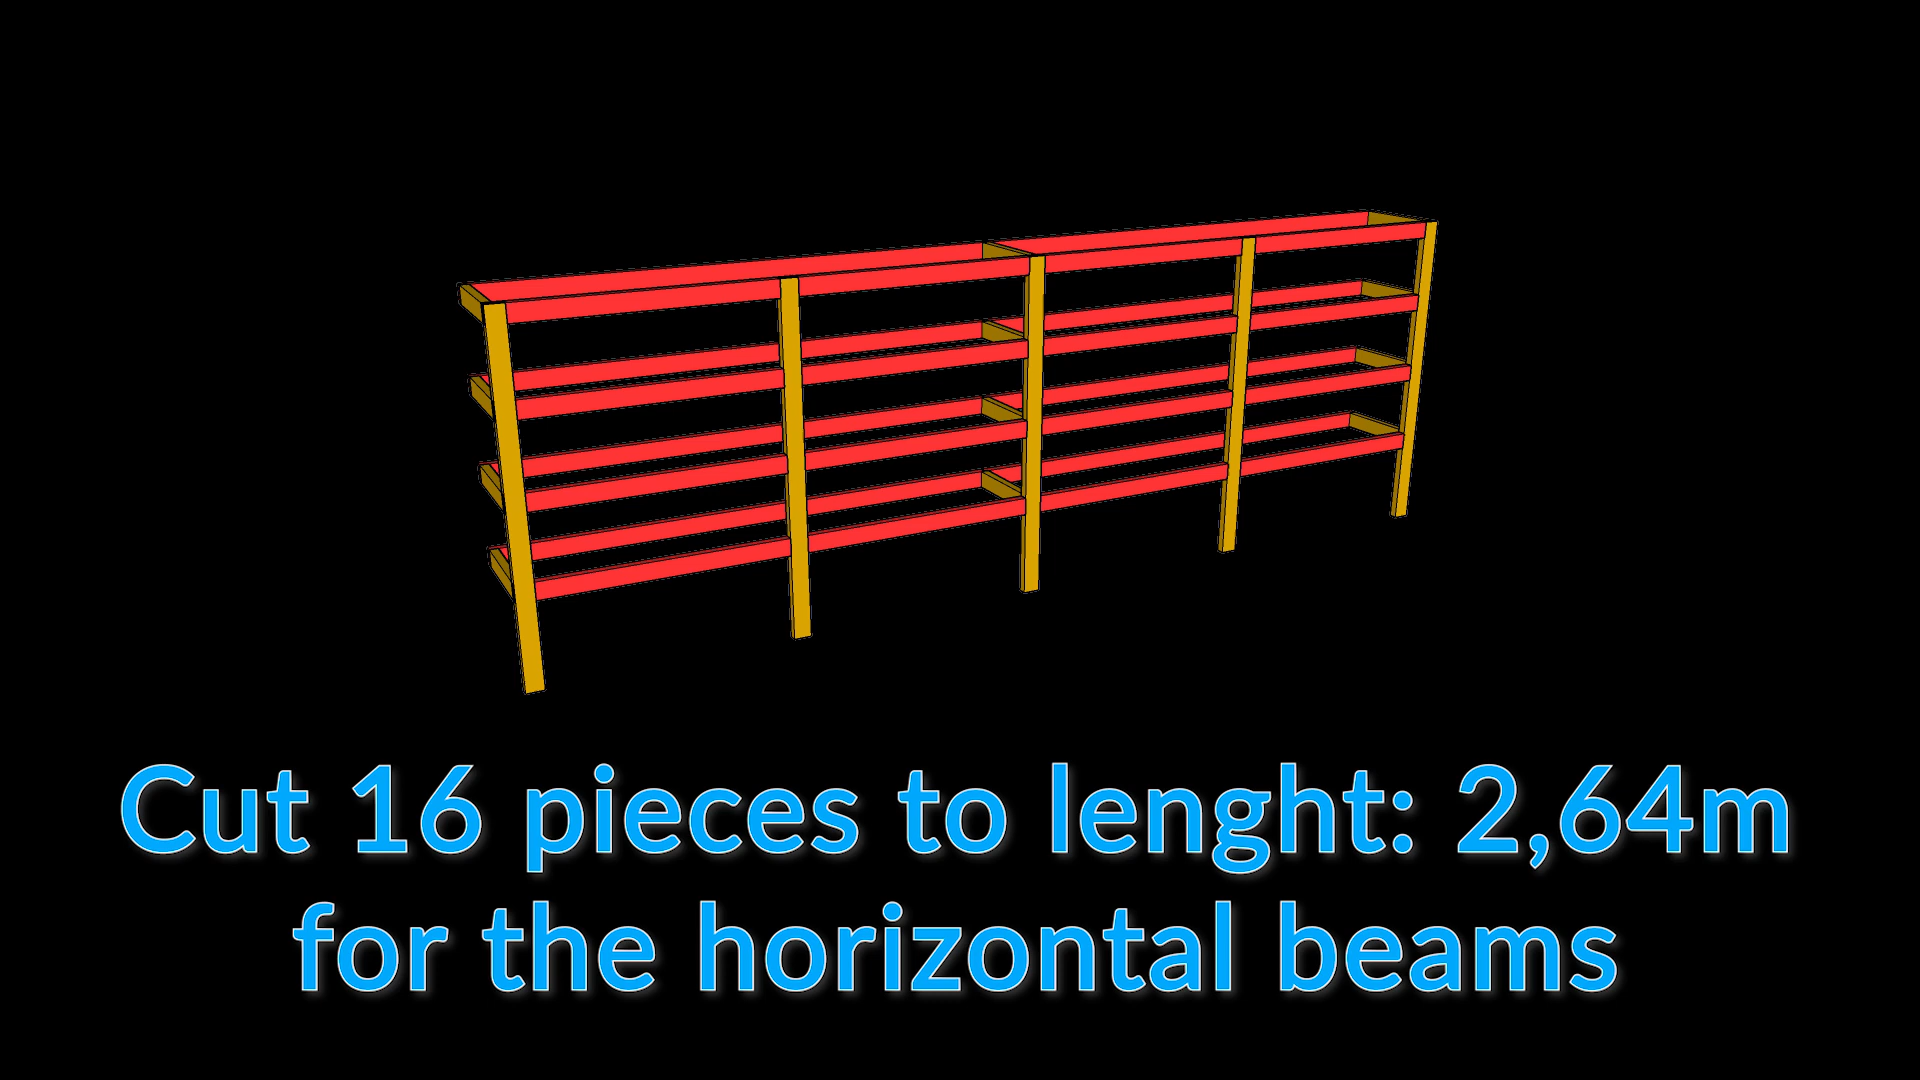 Cut 16 pieces to lenght: 2,64m
for the horizontal beams